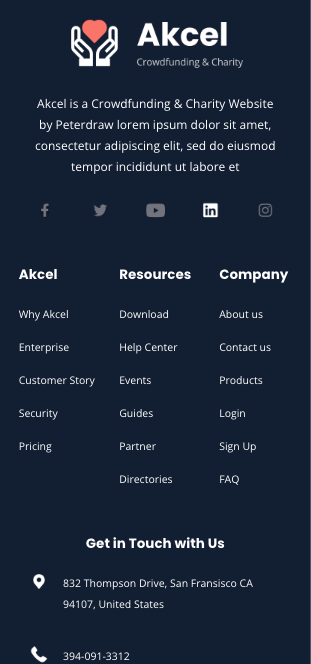 Akcel
Crowdfunding & Charity
Akcel is a Crowdfunding & Charity Website
by Peterdraw lorem ipsum dolor sit amet,
consectetur adipiscing elit, sed do eiusmod
tempor incididunt ut labore et
Akcel
Why Akcel
Enterprise
Customer Story
Security
Pricing
Resources
Download
Help Center
Events
Guides
Partner
Directories
Company
About us
Contact us
Products
Login
Sign Up
FAQ
Get in Touch with Us
832 Thompson Drive, San Fransisco CA
94107, United States
394-091-3312